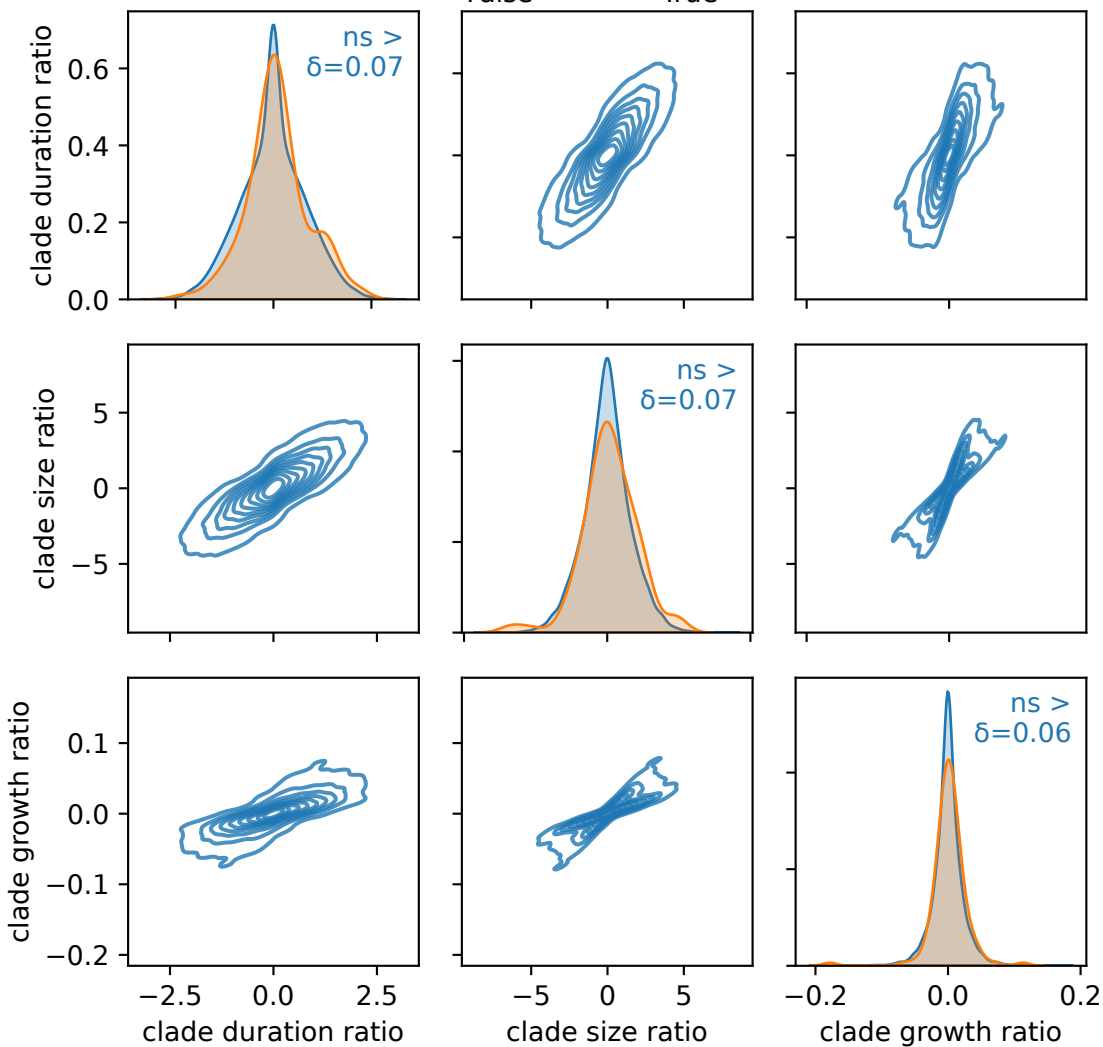 True
clade duration ratio
0.6
0.4
0.2
0.0
ns >
δ=0.07
clade size ratio
5
0
−5
ns >
δ=0.07
clade growth ratio
0.1
0.0
−0.1
−0.2
ns >
δ=0.06
−2.5 0.0 2.5
−5 0 5
−0.2 0.0 0.2
clade duration ratio
clade size ratio
clade growth ratio